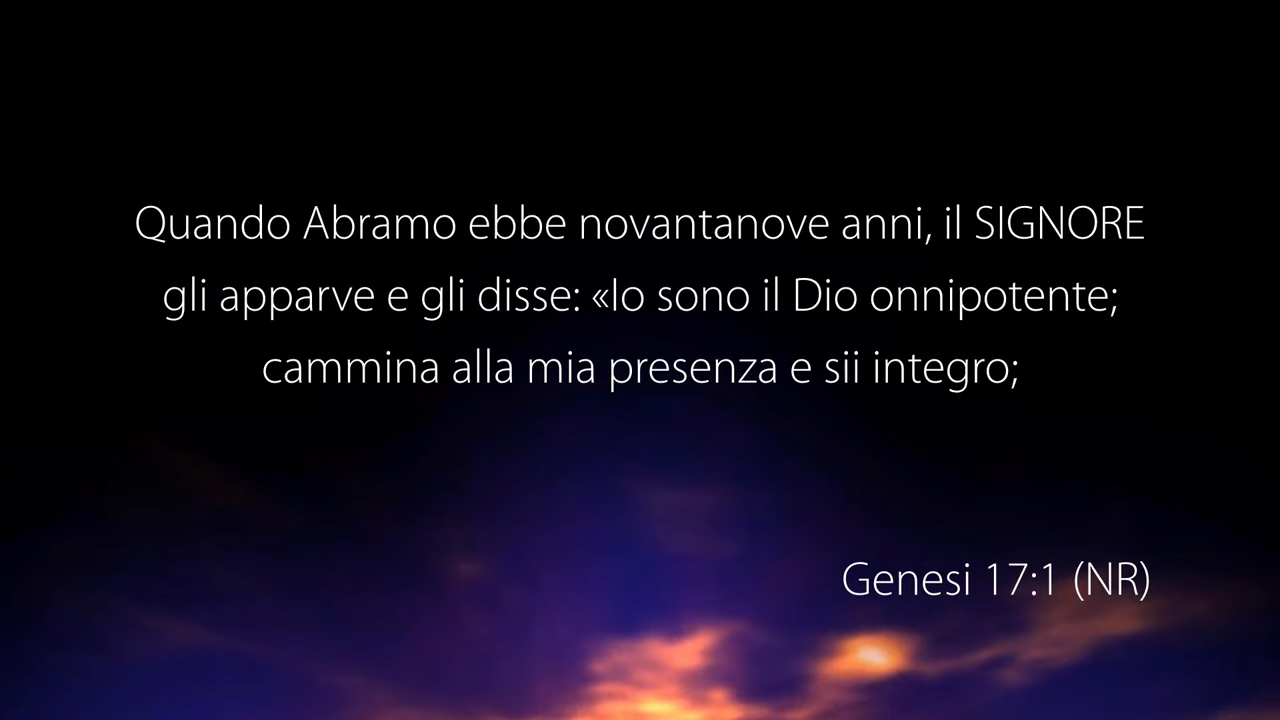 Quando Abramo ebbe novantanove anni, il SIGNORE
gli apparve e gli disse: «Io sono il Dio onnipotente;
cammina alla mia presenza e sii integro;
Genesi 17:1 (NR)